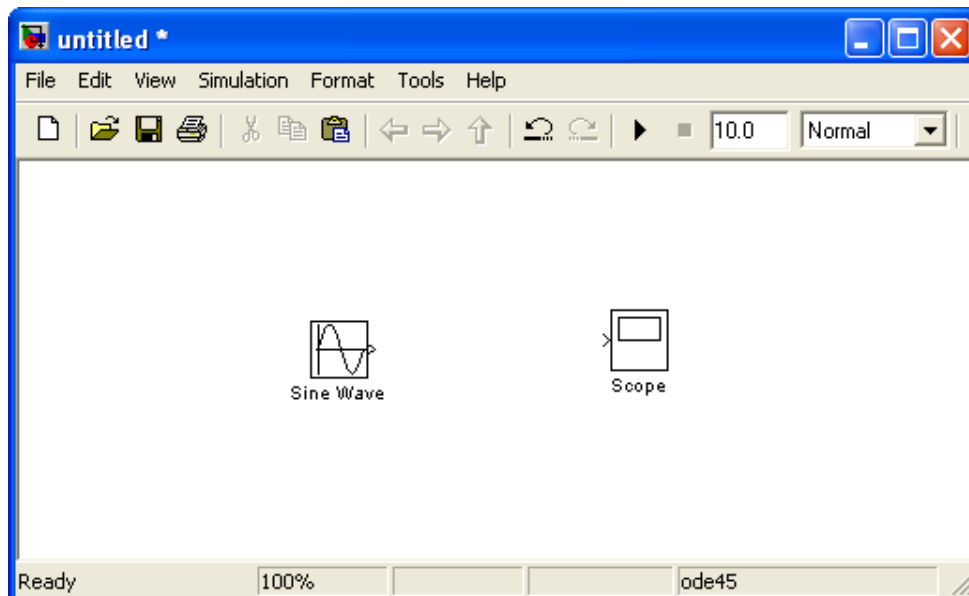 untitled *
File Edit View Simulation Format Tools Help
10.0 Normal
Sine Wave
Scope
Ready 100% ode45